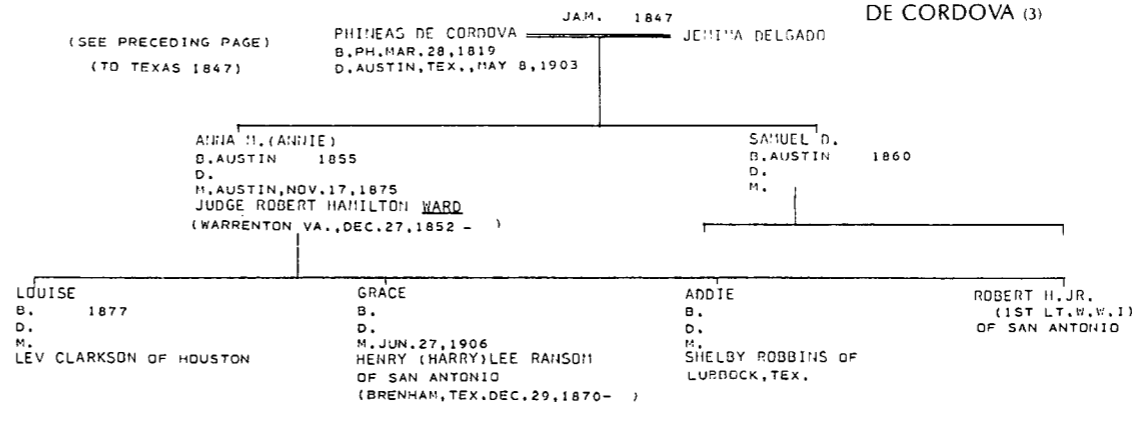 DE CORDOVA (3)
JAM. 1847
(SEE PRECEDING PAGE)
(TO TEXAS 1847)
PHINEAS DE CORDOVA
B.PH.MAR.28,1819
D.AUSTIN,TEX.,MAY 8,1903
JEMIMA DELGADO
ANNA M.(ANNIE)
B.AUSTIN 1855
D.
M.AUSTIN,NOV.17,1875
JUDGE ROBERT HAMILTON WARD
(WARRENTON VA.,DEC.27,1852 - )
SAMUEL D.
B.AUSTIN 1860
D.
M.
LOUISE
B. 1877
D.
M.
LEV CLARKSON OF HOUSTON
GRACE
B.
D.
M.JUN.27,1906
HENRY (HARRY)LEE RANSOM
OF SAN ANTONIO
(BRENHAM,TEX.DEC.29,1870- )
ADDIE
B.
D.
M.
SHELBY ROBBINS OF
LUBBOCK,TEX.
ROBERT H.JR.
(1ST LT.W.W.I)
OF SAN ANTONIO